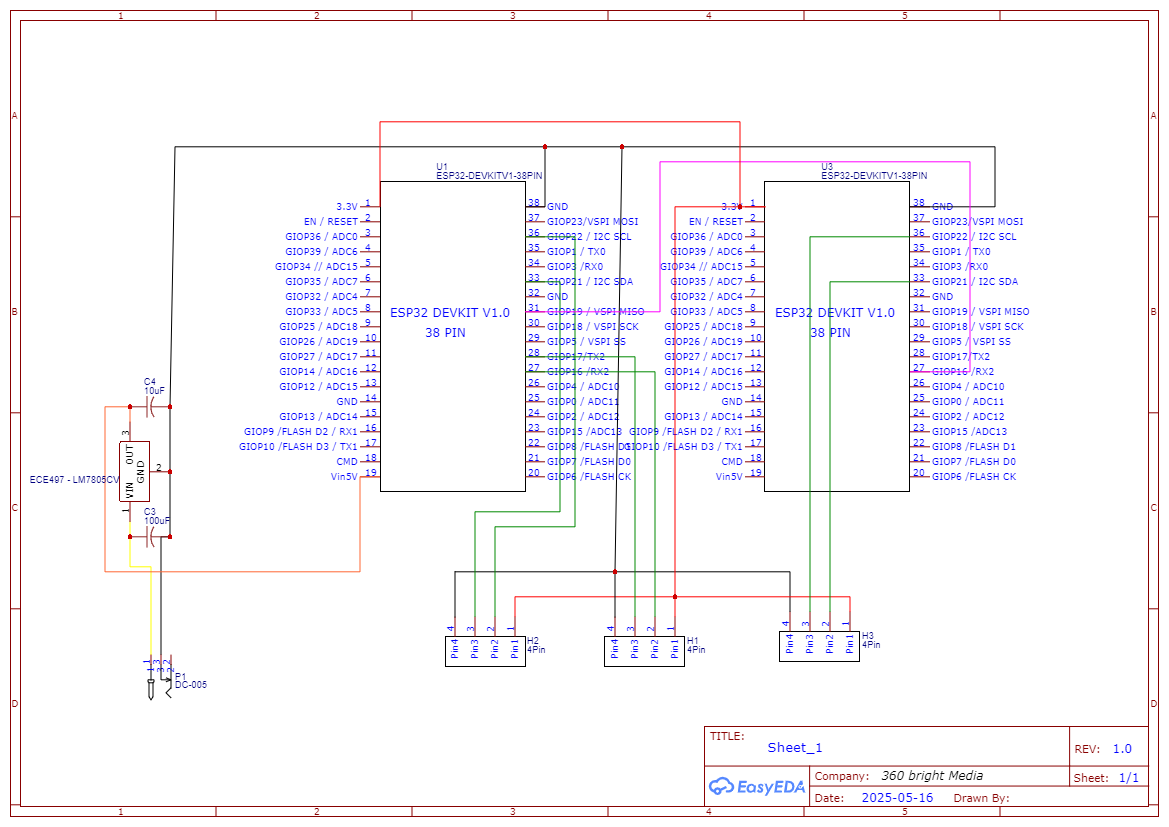 1 2 3 4 5
A A
B B
C C
D D
1 2 3 4 5
U1
ESP32-DEVKITV1-38PIN
3.3V 1
EN / RESET 2
GIOP36 / ADC0 3
GIOP39 / ADC6 4
GIOP34 // ADC15 5
GIOP35 / ADC7 6
GIOP32 / ADC4 7
GIOP33 / ADC5 8
GIOP25 / ADC18 9
GIOP26 / ADC19 10
GIOP27 / ADC17 11
GIOP14 / ADC16 12
GIOP12 / ADC15 13
GND 14
GIOP13 / ADC14 15
GIOP9 /FLASH D2 / RX1 16
GIOP10 /FLASH D3 / TX1 17
CMD 18
Vin5V 19
ESP32 DEVKIT V1.0
38 PIN
38 GND
37 GIOP23/VSPI MOSI
36 GIOP22 / I2C SCL
35 GIOP1 / TX0
34 GIOP3 /RX0
33 GIOP21 / I2C SDA
32 GND
31 GIOP19 / VSPI MISO
30 GIOP18 / VSPI SCK
29 GIOP5 / VSPI SS
28 GIOP17/TX2
27 GIOP16 /RX2
26 GIOP4 / ADC10
25 GIOP0 / ADC11
24 GIOP2 / ADC12
23 GIOP15 /ADC13
22 GIOP8 /FLASH D1
21 GIOP7 /FLASH D0
20 GIOP6 /FLASH CK
U3
ESP32-DEVKITV1-38PIN
3.3V 1
EN / RESET 2
GIOP36 / ADC0 3
GIOP39 / ADC6 4
GIOP34 // ADC15 5
GIOP35 / ADC7 6
GIOP32 / ADC4 7
GIOP33 / ADC5 8
GIOP25 / ADC18 9
GIOP26 / ADC19 10
GIOP27 / ADC17 11
GIOP14 / ADC16 12
GIOP12 / ADC15 13
GND 14
GIOP13 / ADC14 15
GIOP9 /FLASH D2 / RX1 16
GIOP10 /FLASH D3 / TX1 17
CMD 18
Vin5V 19
ESP32 DEVKIT V1.0
38 PIN
38 GND
37 GIOP23/VSPI MOSI
36 GIOP22 / I2C SCL
35 GIOP1 / TX0
34 GIOP3 /RX0
33 GIOP21 / I2C SDA
32 GND
31 GIOP19 / VSPI MISO
30 GIOP18 / VSPI SCK
29 GIOP5 / VSPI SS
28 GIOP17/TX2
27 GIOP16 /RX2
26 GIOP4 / ADC10
25 GIOP0 / ADC11
24 GIOP2 / ADC12
23 GIOP15 /ADC13
22 GIOP8 /FLASH D1
21 GIOP7 /FLASH D0
20 GIOP6 /FLASH CK
C4
10uF
3
VIN OUT
GND 2
ECE497 - LM7805CV
1
C3
100uF
1 3 2
1 3 2
P1
DC-005
4 3 2 1
Pin4 Pin3 Pin2 Pin1
H2
4Pin
4 3 2 1
Pin4 Pin3 Pin2 Pin1
H1
4Pin
4 3 2 1
Pin4 Pin3 Pin2 Pin1
H3
4Pin
TITLE:
Sheet_1
REV: 1.0
EasyEDA
Company: 360 bright Media
Sheet: 1/1
Date: 2025-05-16 Drawn By: